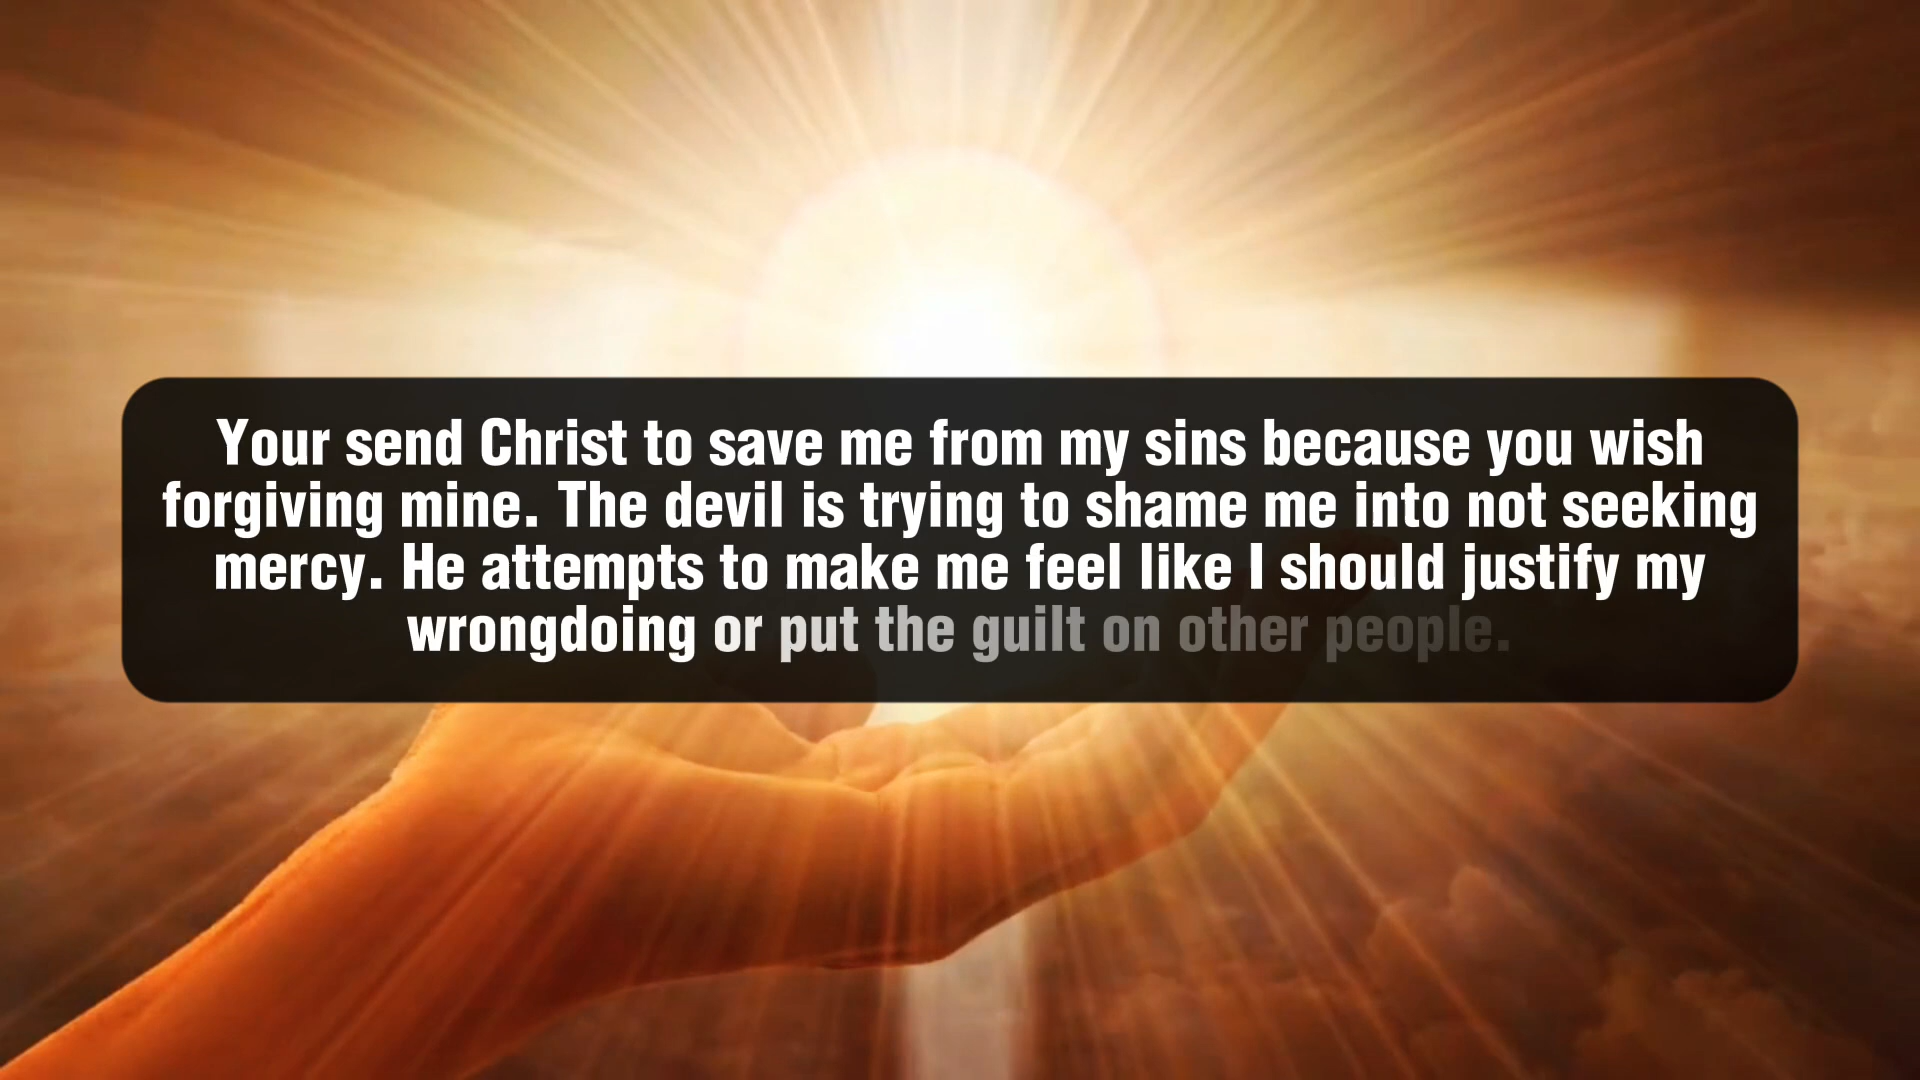 Your send Christ to save me from my sins because you wish
forgiving mine. The devil is trying to shame me into not seeking
mercy. He attempts to make me feel like I should justify my
wrongdoing or put the guilt on other people.